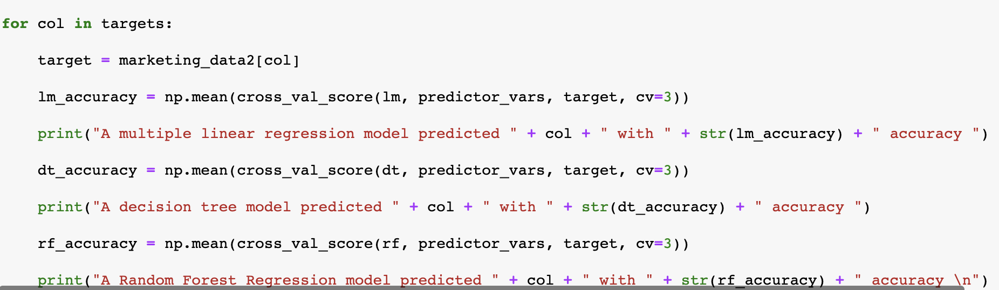 for col in targets:
target = marketing_data2[col]
lm_accuracy = np.mean(cross_val_score(lm, predictor_vars, target, cv=3))
print("A multiple linear regression model predicted " + col + " with " + str(lm_accuracy) + " accuracy ")
dt_accuracy = np.mean(cross_val_score(dt, predictor_vars, target, cv=3))
print("A decision tree model predicted " + col + " with " + str(dt_accuracy) + " accuracy ")
rf_accuracy = np.mean(cross_val_score(rf, predictor_vars, target, cv=3))
print("A Random Forest Regression model predicted " + col + " with " + str(rf_accuracy) + " accuracy \n")